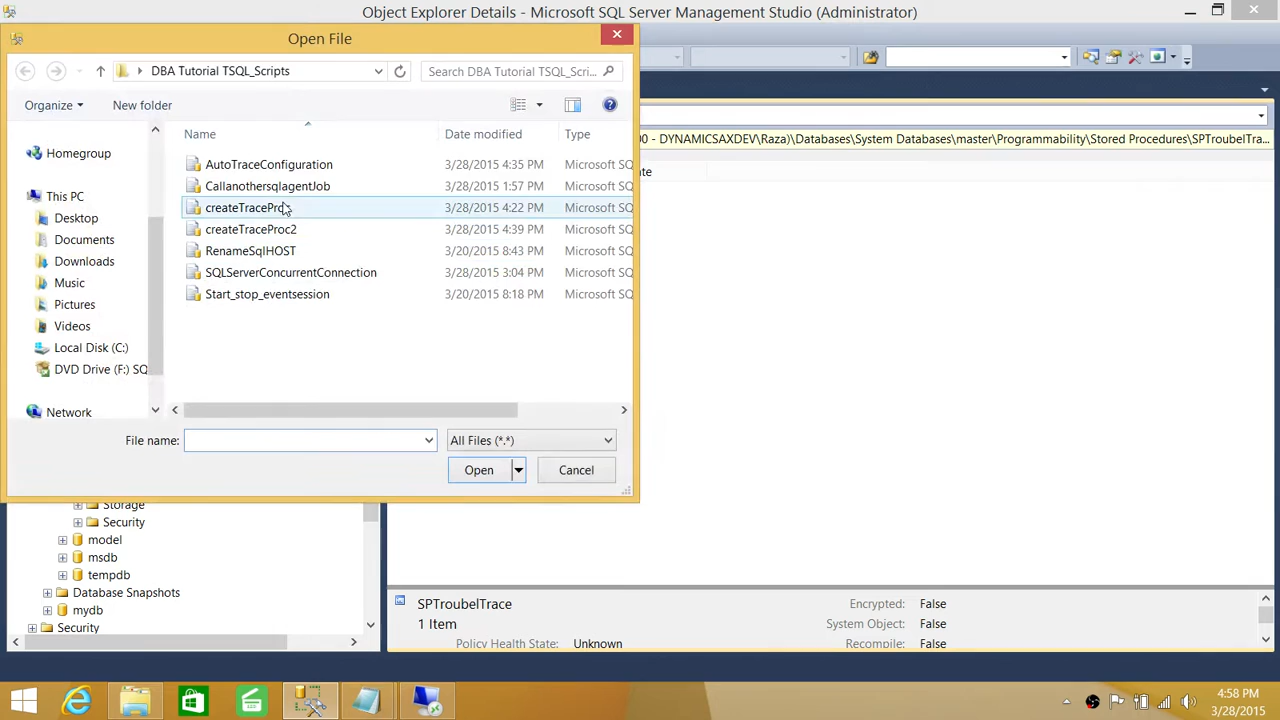 Object Explorer Details - Microsoft SQL Server Management Studio (Administrator)
Open File
DBA Tutorial TSQL_Scripts
Search DBA Tutorial TSQL_Scri...
Organize
New folder
Name
Date modified
Type
Homegroup
This PC
Desktop
Documents
Downloads
Music
Pictures
Videos
Local Disk (C:)
DVD Drive (F:) SQ
Network
AutoTraceConfiguration 3/28/2015 4:35 PM Microsoft SQ
CallanothersqlagentJob 3/28/2015 1:57 PM Microsoft SQ
createTraceProc 3/28/2015 4:22 PM Microsoft SQ
createTraceProc2 3/28/2015 4:39 PM Microsoft SQ
RenameSqlHOST 3/20/2015 8:43 PM Microsoft SQ
SQLServerConcurrentConnection 3/28/2015 3:04 PM Microsoft SQ
Start_stop_eventsession 3/20/2015 8:18 PM Microsoft SQ
File name:
All Files (*.*)
Open
Cancel
00 - DYNAMICSAXDEV\Raza)\Databases\System Databases\master\Programmability\Stored Procedures\SPTroubelTra...
te
Storage
Security
model
msdb
tempdb
Database Snapshots
mydb
Security
SPTroubelTrace
1 Item
Policy Health State: Unknown
Encrypted: False
System Object: False
Recompile: False
4:58 PM
3/28/2015